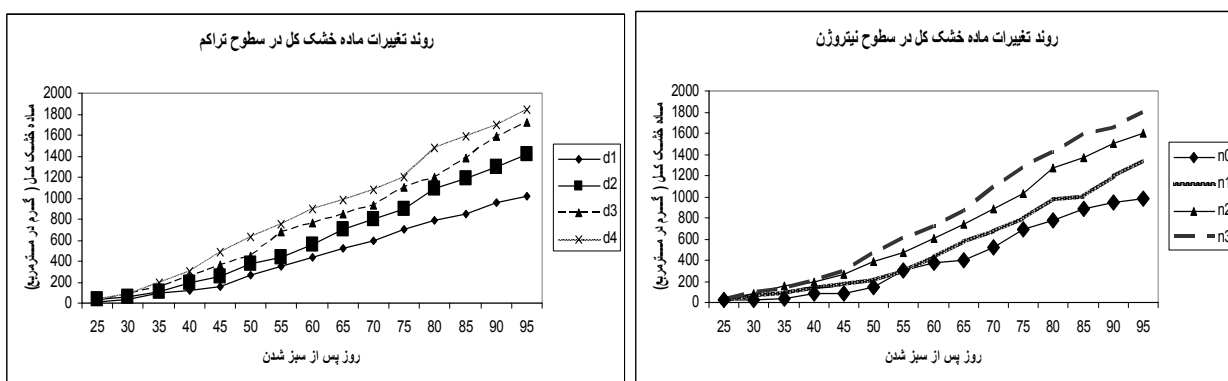 روند تغییرات ماده خشک کل در سطوح تراکم
ماده خشک کل ( گرم در مترمربع)
2000
1800
1600
1400
1200
1000
800
600
400
200
0
25 30 35 40 45 50 55 60 65 70 75 80 85 90 95
روز پس از سبز شدن
d1
d2
d3
d4
روند تغییرات ماده خشک کل در سطوح نیتروژن
ماده خشک کل ( گرم در مترمربع)
2000
1800
1600
1400
1200
1000
800
600
400
200
0
25 30 35 40 45 50 55 60 65 70 75 80 85 90 95
روز پس از سبز شدن
n0
n1
n2
n3